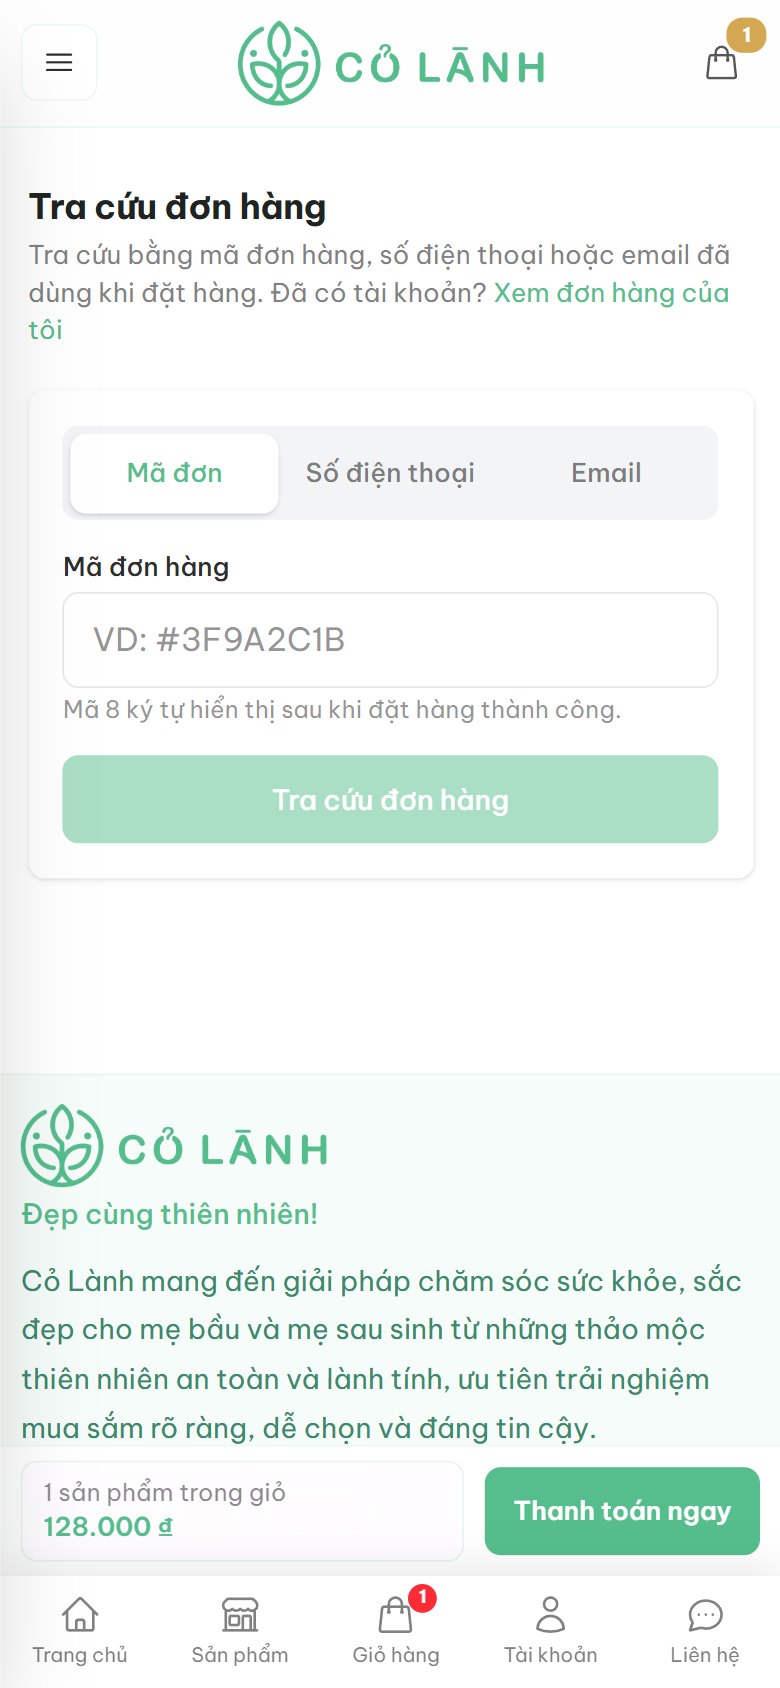 CỎ LÀNH
1
Tra cứu đơn hàng
Tra cứu bằng mã đơn hàng, số điện thoại hoặc email đã
dùng khi đặt hàng. Đã có tài khoản? Xem đơn hàng của
tôi
Mã đơn
Số điện thoại
Email
Mã đơn hàng
VD: #3F9A2C1B
Mã 8 ký tự hiển thị sau khi đặt hàng thành công.
Tra cứu đơn hàng
CỎ LÀNH
Đẹp cùng thiên nhiên!
Cỏ Lành mang đến giải pháp chăm sóc sức khỏe, sắc
đẹp cho mẹ bầu và mẹ sau sinh từ những thảo mộc
thiên nhiên an toàn và lành tính, ưu tiên trải nghiệm
mua sắm rõ ràng, dễ chọn và đáng tin cậy.
1 sản phẩm trong giỏ
128.000 ₫
Thanh toán ngay
1
Trang chủ
Sản phẩm
Giỏ hàng
Tài khoản
Liên hệ